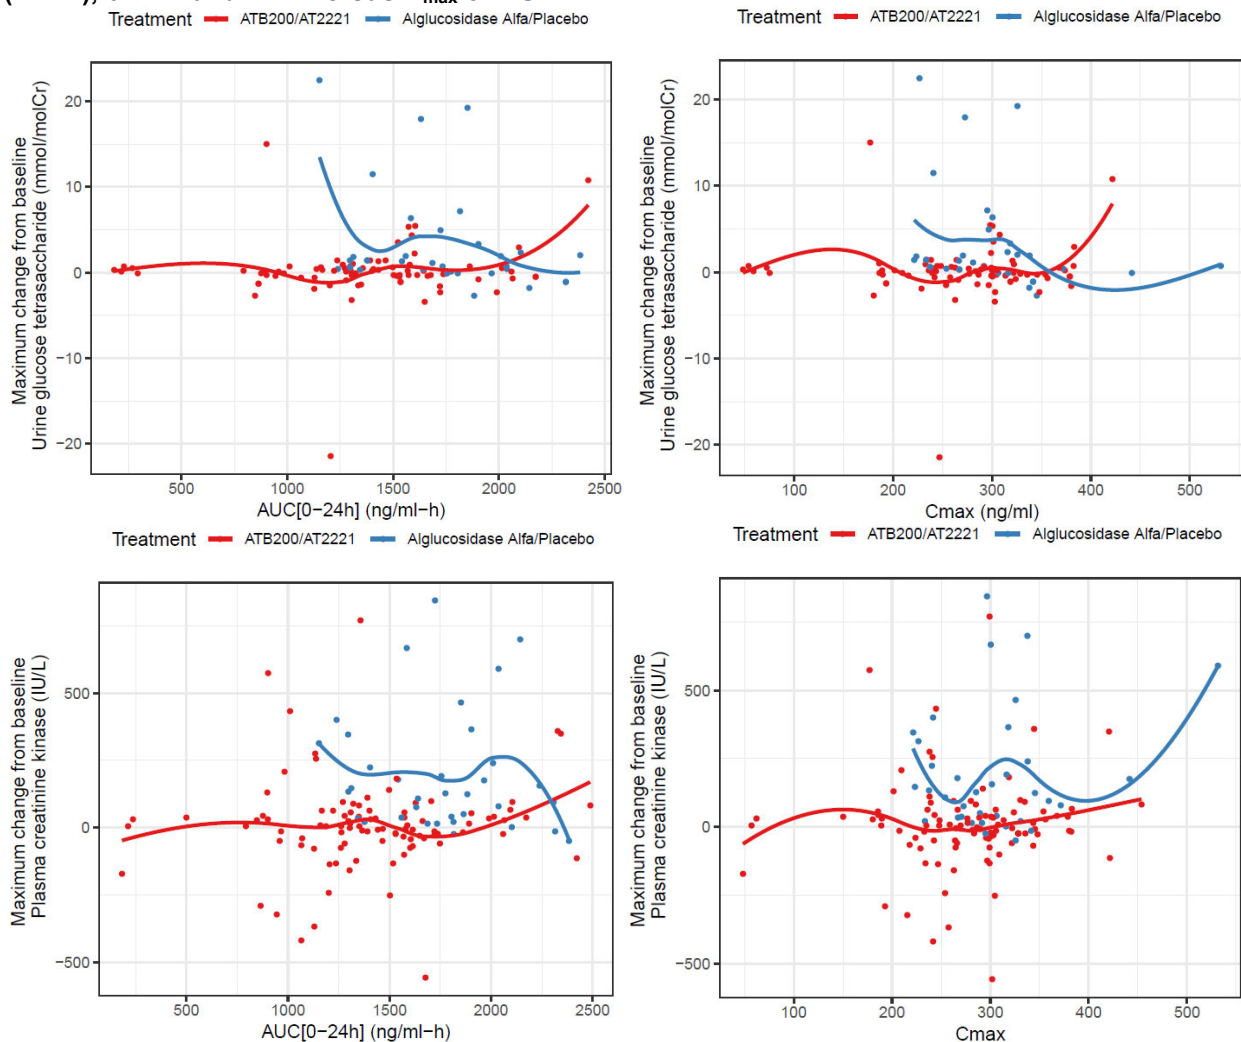 Treatment ATB200/AT2221 Alglucosidase Alfa/Placebo
Maximum change from baseline
Urine glucose tetrasaccharide (mmol/molCr)
20
10
0
−10
−20
500 1000 1500 2000 2500
AUC[0−24h] (ng/ml−h)
Treatment ATB200/AT2221 Alglucosidase Alfa/Placebo
Maximum change from baseline
Urine glucose tetrasaccharide (mmol/molCr)
20
10
0
−10
−20
100 200 300 400 500
Cmax (ng/ml)
Treatment ATB200/AT2221 Alglucosidase Alfa/Placebo
Maximum change from baseline
Plasma creatinine kinase (IU/L)
500
0
−500
500 1000 1500 2000 2500
AUC[0−24h] (ng/ml−h)
Treatment ATB200/AT2221 Alglucosidase Alfa/Placebo
Maximum change from baseline
Plasma creatinine kinase (IU/L)
500
0
−500
100 200 300 400 500
Cmax